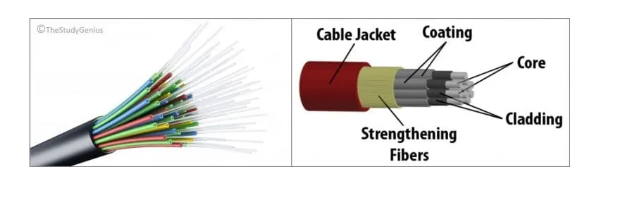 ©TheStudyGenius
Cable Jacket
Coating
Core
Cladding
Strengthening
Fibers